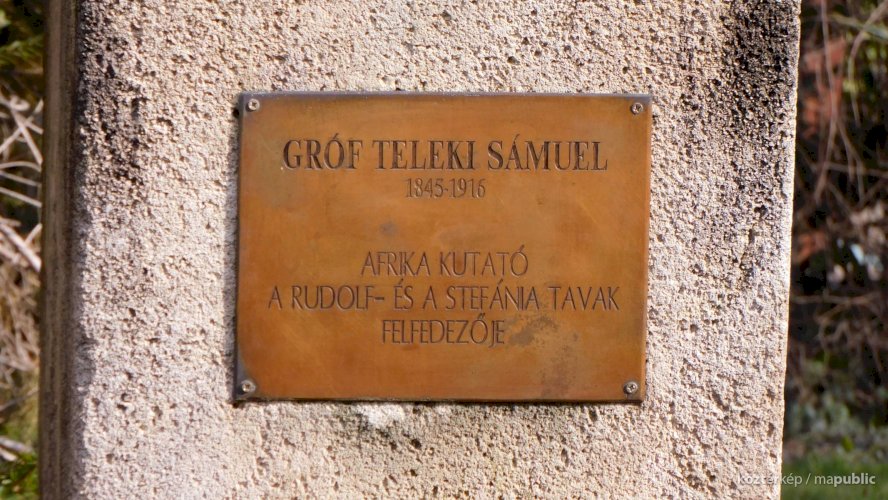 GRÓF TELEKI SÁMUEL
1845-1916
AFRIKA KUTATÓ
A RUDOLF- ÉS A STEFÁNIA TAVAK
FELFEDEZŐJE
köztérkép / mapublic